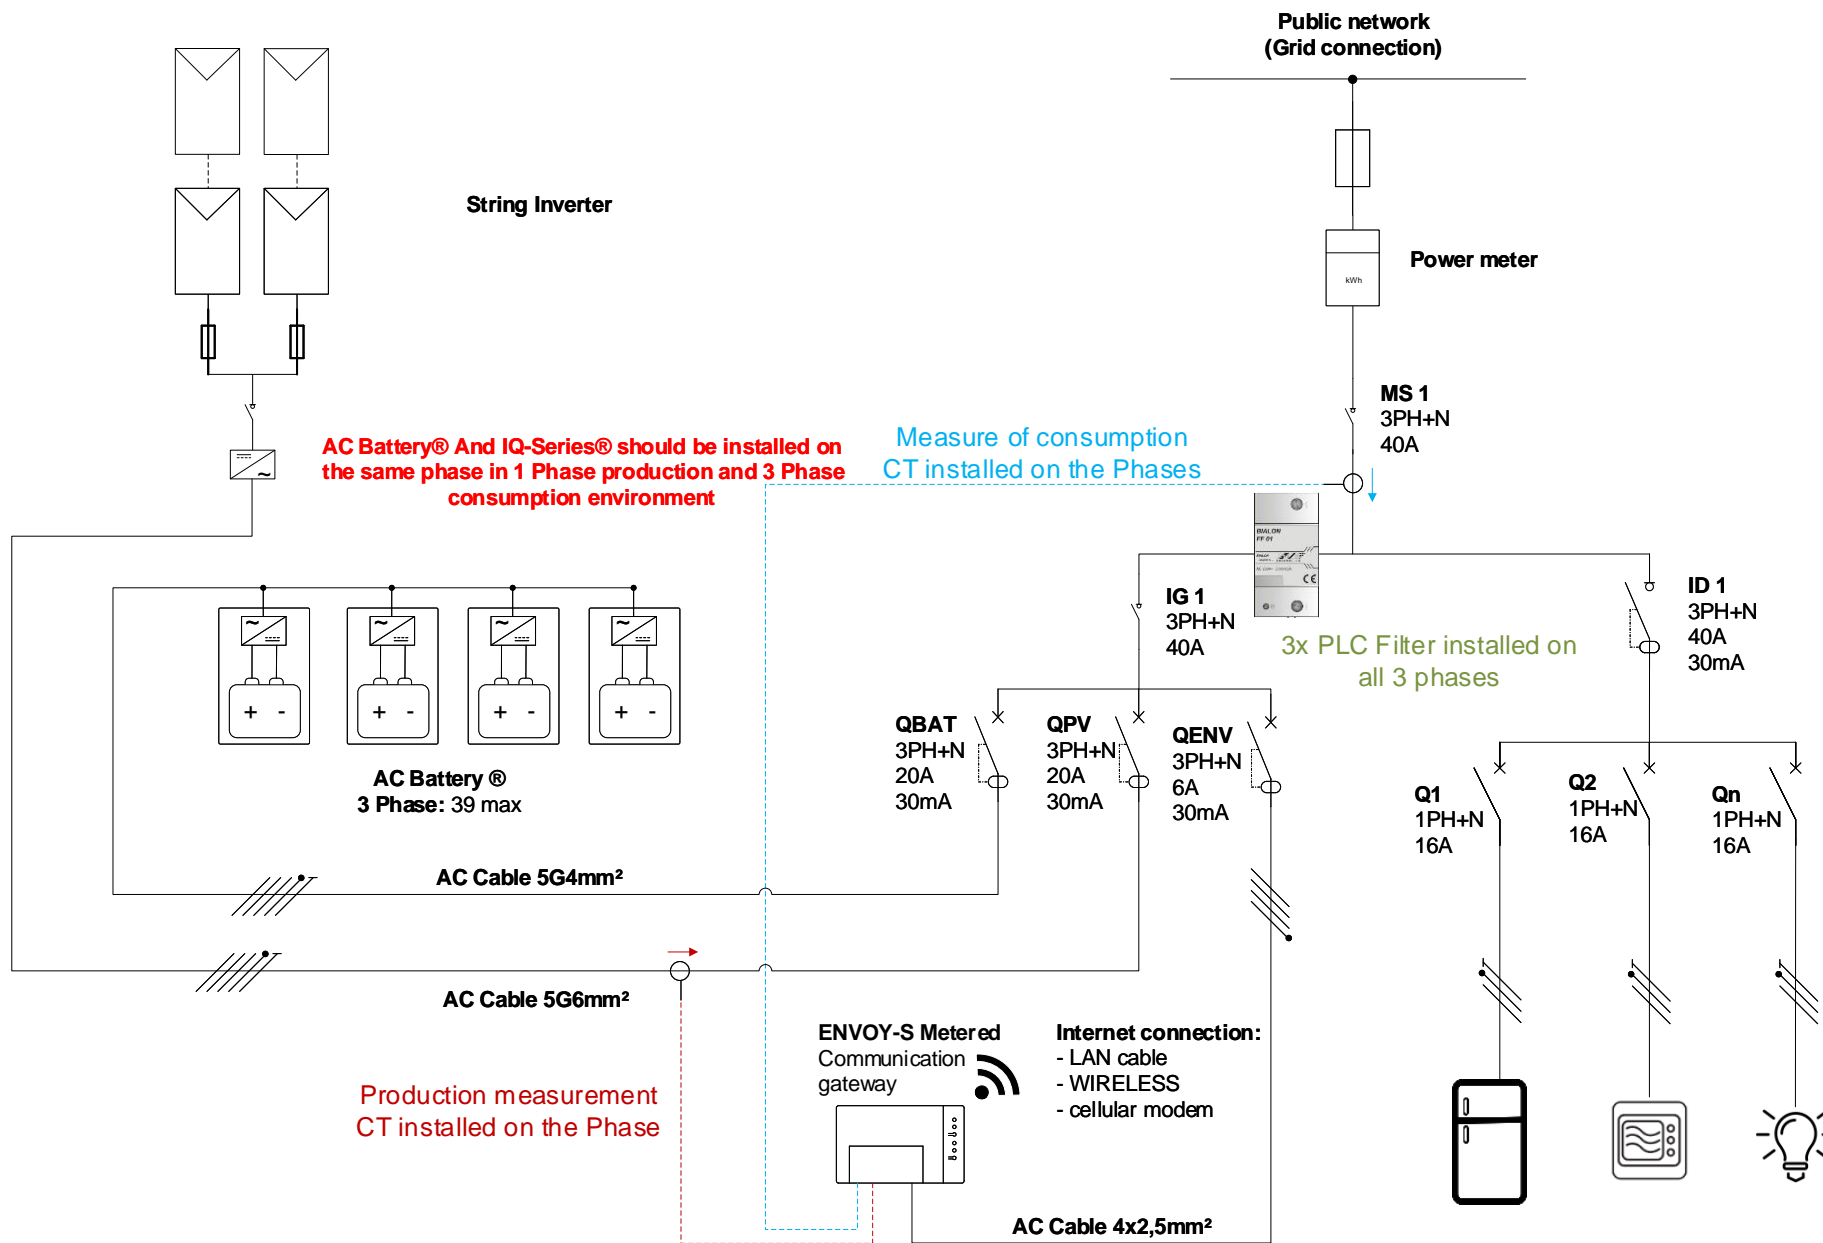 Public network
(Grid connection)
String Inverter
Power meter
kWh
MS 1
3PH+N
40A
AC Battery® And IQ-Series® should be installed on
the same phase in 1 Phase production and 3 Phase
consumption environment
Measure of consumption
CT installed on the Phases
BIALON
FF 01
CE
IG 1
3PH+N
40A
3x PLC Filter installed on
all 3 phases
ID 1
3PH+N
40A
30mA
+ -
+ -
+ -
+ -
AC Battery ®
3 Phase: 39 max
QBAT
3PH+N
20A
30mA
QPV
3PH+N
20A
30mA
QENV
3PH+N
6A
30mA
Q1
1PH+N
16A
Q2
1PH+N
16A
Qn
1PH+N
16A
AC Cable 5G4mm²
AC Cable 5G6mm²
ENVOY-S Metered
Communication
gateway
Internet connection:
- LAN cable
- WIRELESS
- cellular modem
Production measurement
CT installed on the Phase
AC Cable 4x2,5mm²